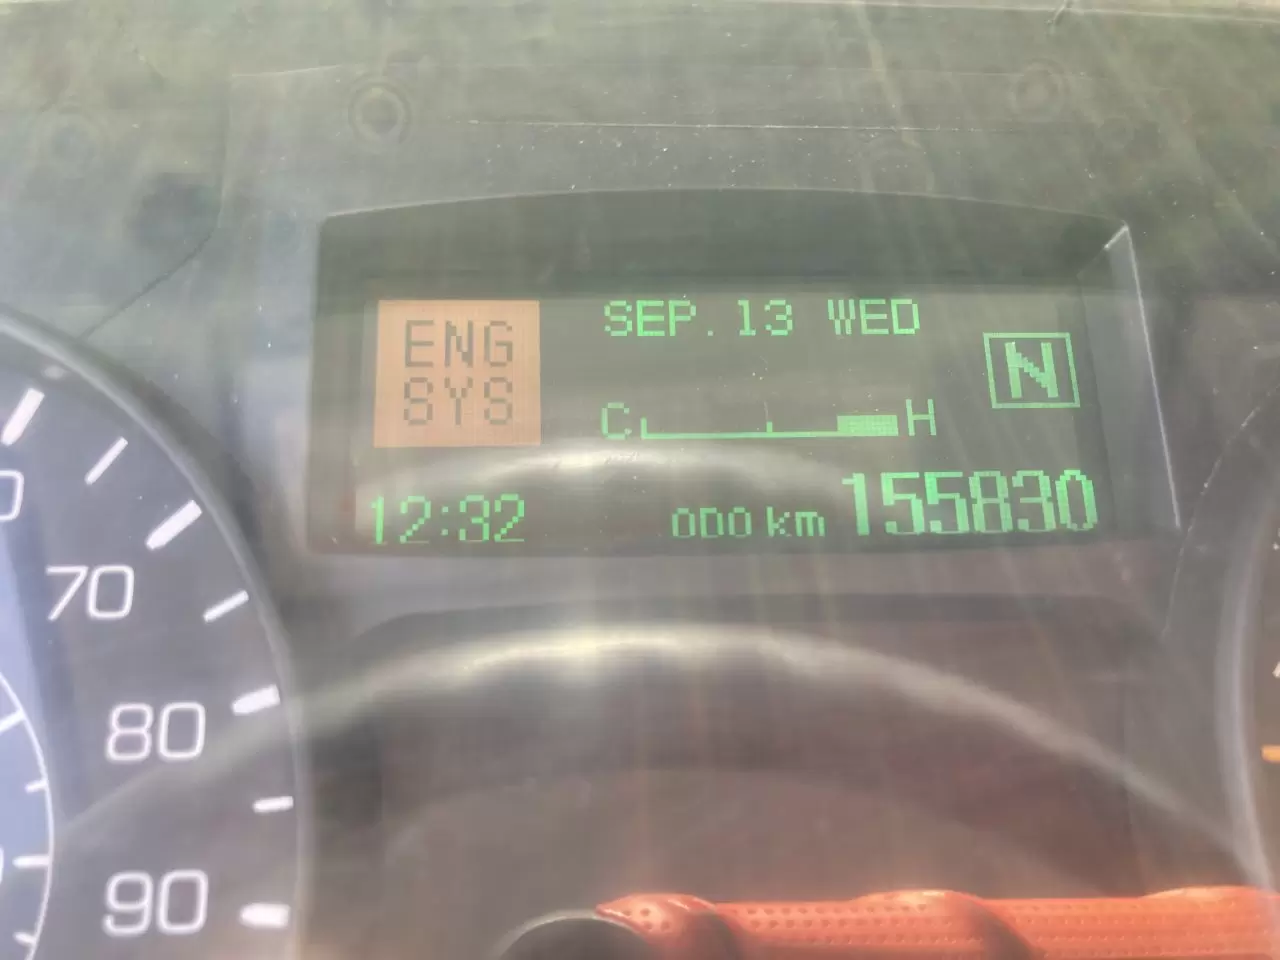 SEP. 13 WED
ENG
SYS
N
C H
12:32 ODO km 155830
70
80
90